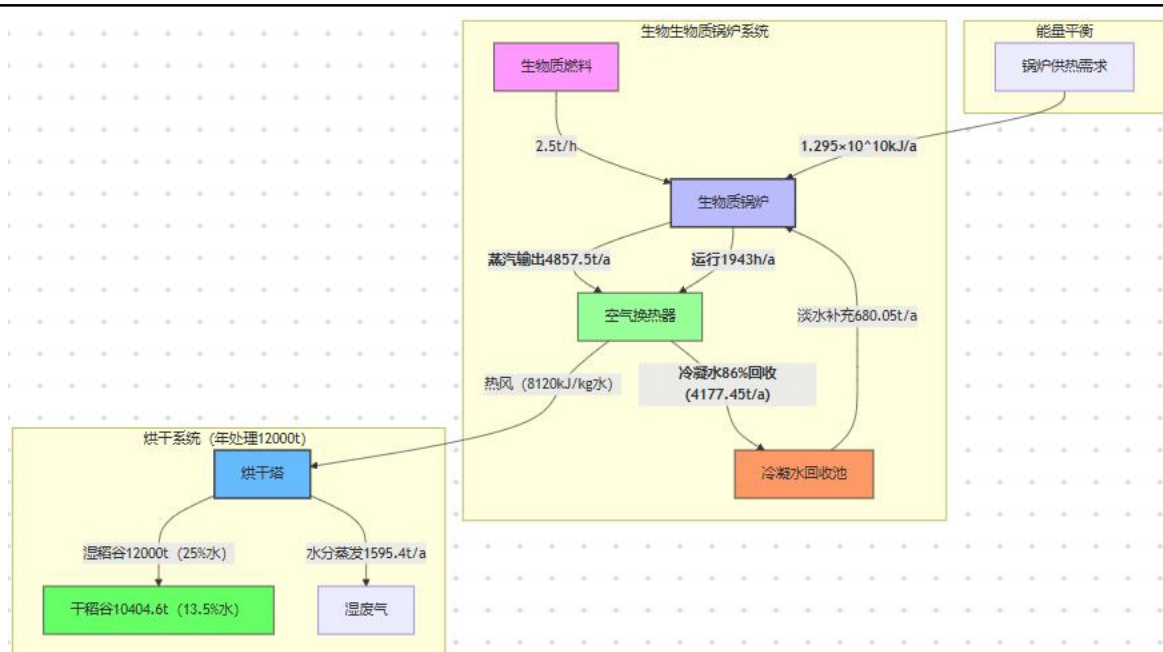 生物生物质锅炉系统
能量平衡
生物质燃料
锅炉供热需求
2.5t/h
1.295×10^10kJ/a
生物质锅炉
蒸汽输出4857.5t/a
运行1943h/a
空气换热器
淡水补充680.05t/a
热风（8120kJ/kg水）
冷凝水86%回收
(4177.45t/a)
烘干系统（年处理12000t）
烘干塔
冷凝水回收池
湿稻谷12000t（25%水）
水分蒸发1595.4t/a
干稻谷10404.6t（13.5%水）
湿废气